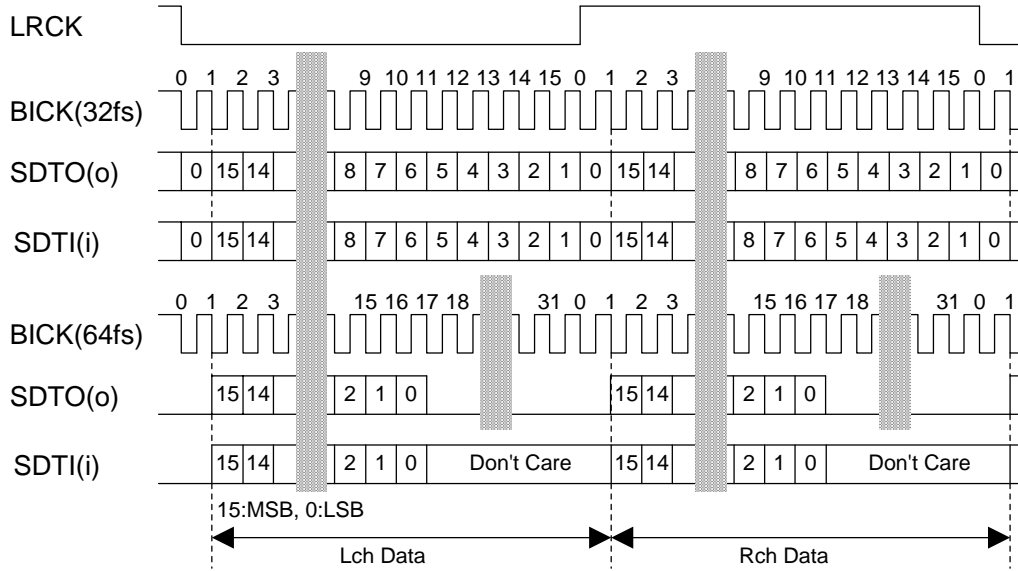 LRCK
0 1 2 3 9 10 11 12 13 14 15 0 1 2 3 9 10 11 12 13 14 15 0 1
BICK(32fs)
SDTO(o) 0 15 14 8 7 6 5 4 3 2 1 0 15 14 8 7 6 5 4 3 2 1 0
SDTI(i) 0 15 14 8 7 6 5 4 3 2 1 0 15 14 8 7 6 5 4 3 2 1 0
0 1 2 3 15 16 17 18 31 0 1 2 3 15 16 17 18 31 0 1
BICK(64fs)
SDTO(o) 15 14 2 1 0 15 14 2 1 0
SDTI(i) 15 14 2 1 0 Don't Care 15 14 2 1 0 Don't Care
15:MSB, 0:LSB
Lch Data Rch Data